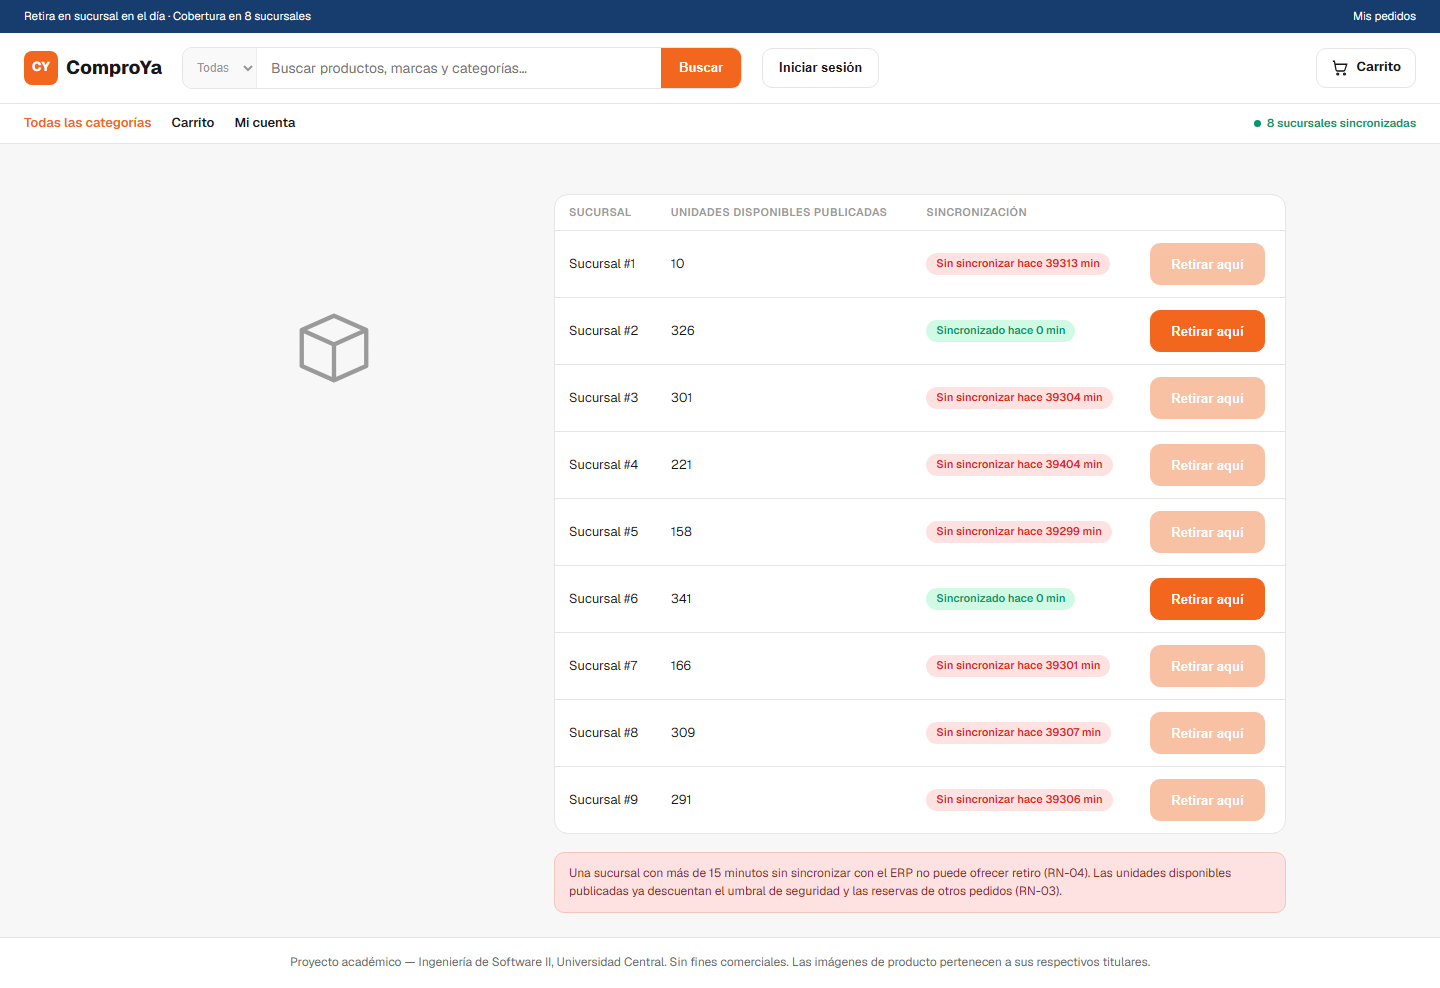 Retira en sucursal en el día · Cobertura en 8 sucursales
Mis pedidos
CY
ComproYa
Todas
Buscar productos, marcas y categorías...
Buscar
Iniciar sesión
Carrito
Todas las categorías
Carrito
Mi cuenta
8 sucursales sincronizadas
SUCURSAL UNIDADES DISPONIBLES PUBLICADAS SINCRONIZACIÓN
Sucursal #1 10 Sin sincronizar hace 39313 min Retirar aquí
Sucursal #2 326 Sincronizado hace 0 min Retirar aquí
Sucursal #3 301 Sin sincronizar hace 39304 min Retirar aquí
Sucursal #4 221 Sin sincronizar hace 39404 min Retirar aquí
Sucursal #5 158 Sin sincronizar hace 39299 min Retirar aquí
Sucursal #6 341 Sincronizado hace 0 min Retirar aquí
Sucursal #7 166 Sin sincronizar hace 39301 min Retirar aquí
Sucursal #8 309 Sin sincronizar hace 39307 min Retirar aquí
Sucursal #9 291 Sin sincronizar hace 39306 min Retirar aquí
Una sucursal con más de 15 minutos sin sincronizar con el ERP no puede ofrecer retiro (RN-04). Las unidades disponibles
publicadas ya descuentan el umbral de seguridad y las reservas de otros pedidos (RN-03).
Proyecto académico — Ingeniería de Software II, Universidad Central. Sin fines comerciales. Las imágenes de producto pertenecen a sus respectivos titulares.